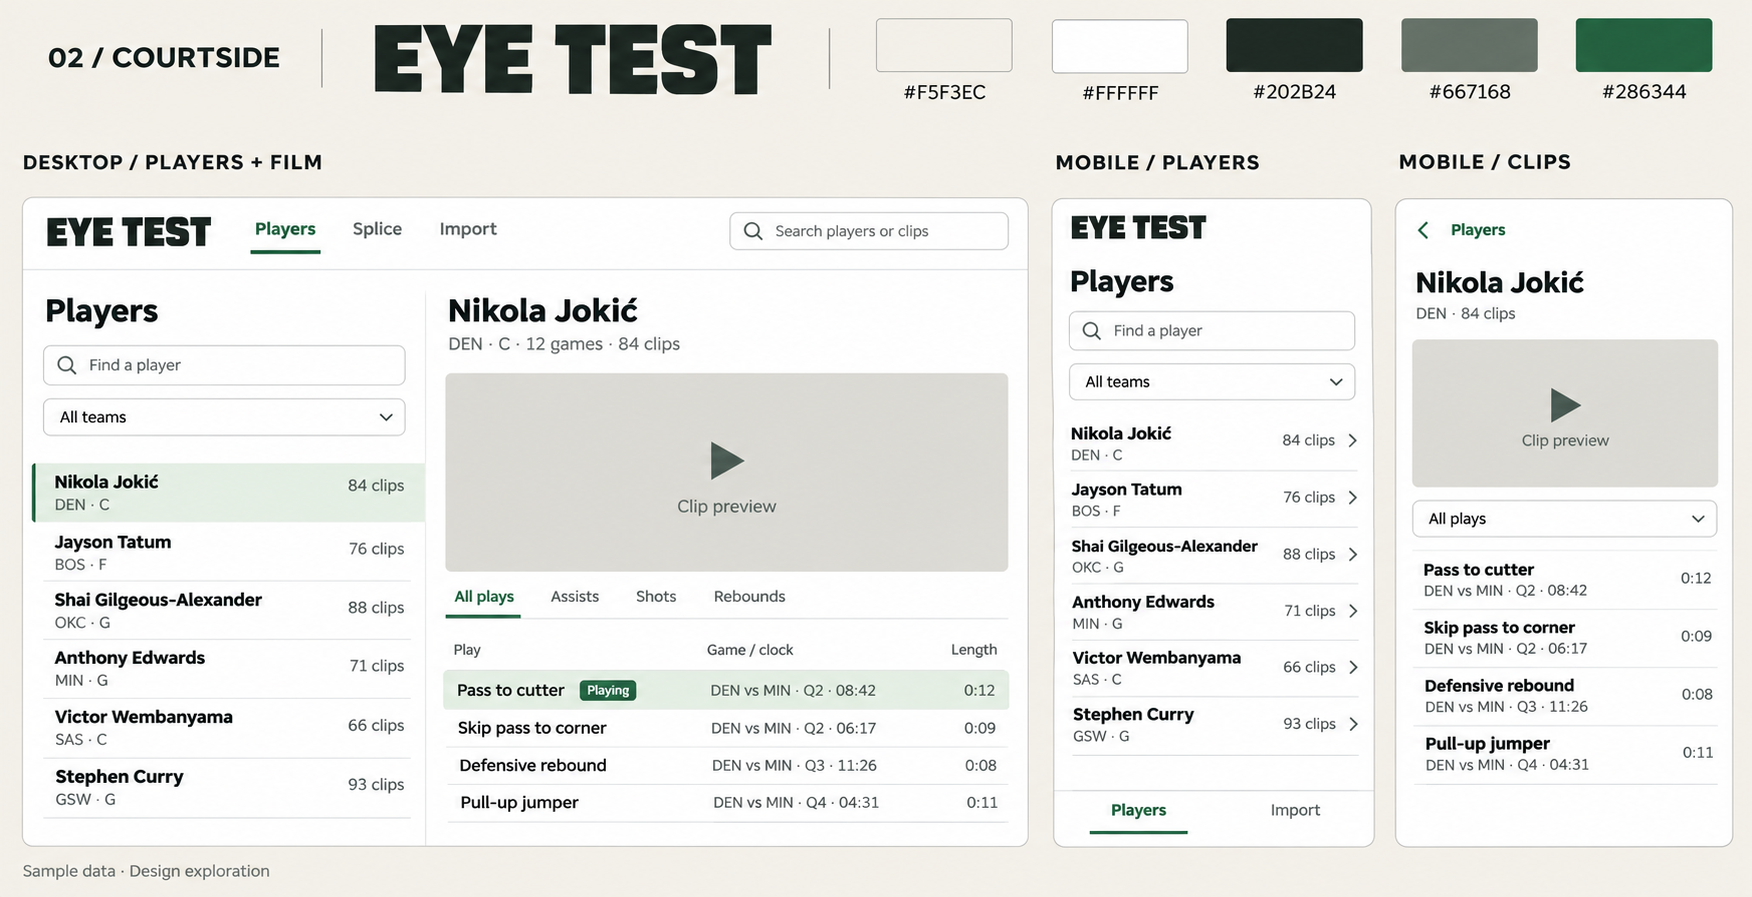 02 / COURTSIDE
EYE TEST
#F5F3EC
#FFFFFF
#202B24
#667168
#286344
DESKTOP / PLAYERS + FILM
EYE TEST
Players
Splice
Import
Search players or clips
Players
Find a player
All teams
Nikola Jokić
84 clips
DEN · C
Jayson Tatum
76 clips
BOS · F
Shai Gilgeous-Alexander
88 clips
OKC · G
Anthony Edwards
71 clips
MIN · G
Victor Wembanyama
66 clips
SAS · C
Stephen Curry
93 clips
GSW · G
Nikola Jokić
DEN · C · 12 games · 84 clips
Clip preview
All plays
Assists
Shots
Rebounds
Play
Game / clock
Length
Pass to cutter
Playing
DEN vs MIN · Q2 · 08:42
0:12
Skip pass to corner
DEN vs MIN · Q2 · 06:17
0:09
Defensive rebound
DEN vs MIN · Q3 · 11:26
0:08
Pull-up jumper
DEN vs MIN · Q4 · 04:31
0:11
MOBILE / PLAYERS
EYE TEST
Players
Find a player
All teams
Nikola Jokić
84 clips
DEN · C
Jayson Tatum
76 clips
BOS · F
Shai Gilgeous-Alexander
88 clips
OKC · G
Anthony Edwards
71 clips
MIN · G
Victor Wembanyama
66 clips
SAS · C
Stephen Curry
93 clips
GSW · G
Players
Import
MOBILE / CLIPS
Players
Nikola Jokić
DEN · 84 clips
Clip preview
All plays
Pass to cutter
0:12
DEN vs MIN · Q2 · 08:42
Skip pass to corner
0:09
DEN vs MIN · Q2 · 06:17
Defensive rebound
0:08
DEN vs MIN · Q3 · 11:26
Pull-up jumper
0:11
DEN vs MIN · Q4 · 04:31
Sample data · Design exploration